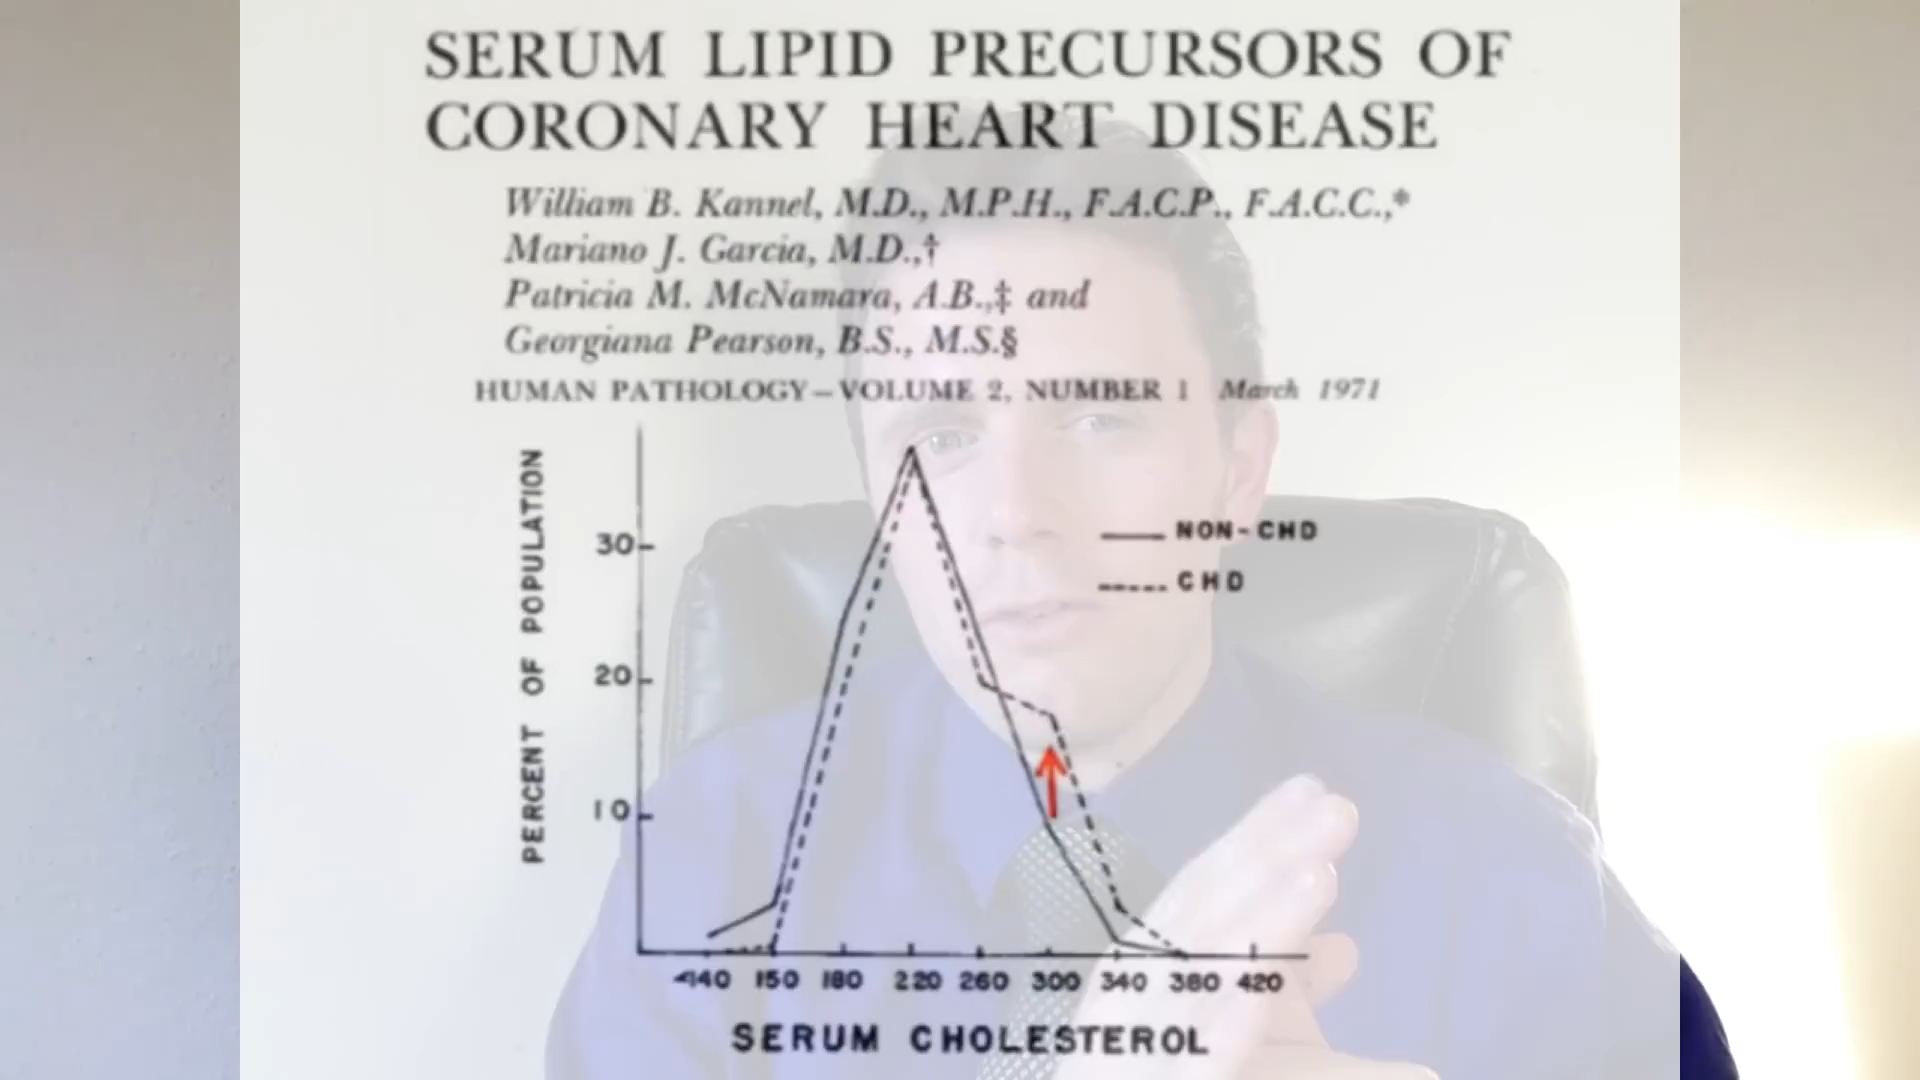 SERUM LIPID PRECURSORS OF
CORONARY HEART DISEASE
William B. Kannel, M.D., M.P.H., F.A.C.P., F.A.C.C.,*
Mariano J. Garcia, M.D.,†
Patricia M. McNamara, A.B.,‡ and
Georgiana Pearson, B.S., M.S.§
HUMAN PATHOLOGY—VOLUME 2, NUMBER 1 March 1971
PERCENT OF POPULATION
30
20
10
NON-CHD
CHD
<140 150 180 220 260 300 340 380 420
SERUM CHOLESTEROL